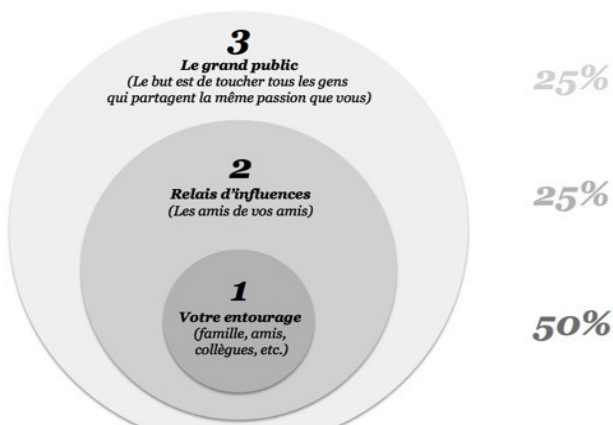 3
Le grand public
(Le but est de toucher tous les gens
qui partagent la même passion que vous)
25%
2
Relais d'influences
(Les amis de vos amis)
25%
1
Votre entourage
(famille, amis,
collègues, etc.)
50%